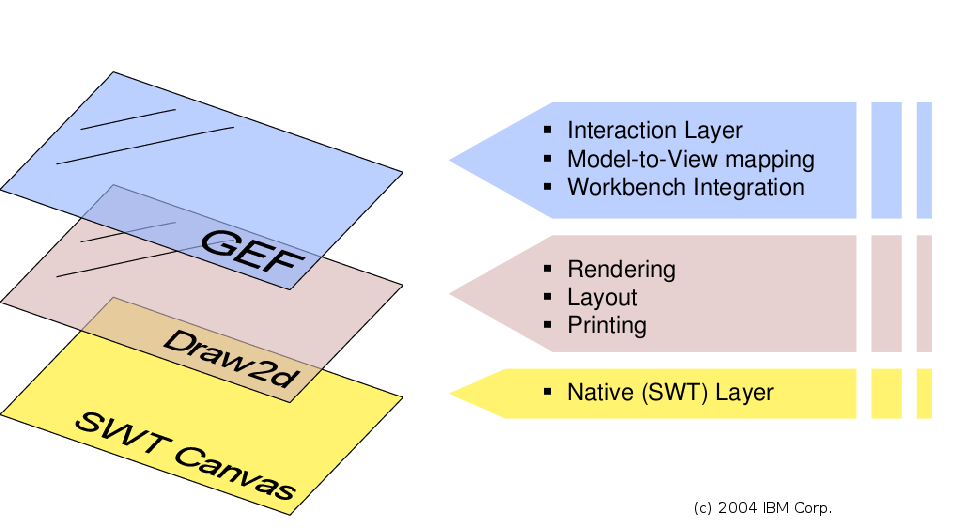 GEF
▪ Interaction Layer
▪ Model-to-View mapping
▪ Workbench Integration
Draw2d
▪ Rendering
▪ Layout
▪ Printing
SWT Canvas
▪ Native (SWT) Layer
(c) 2004 IBM Corp.